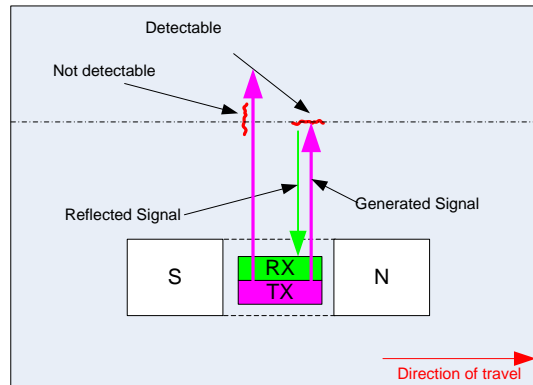 Detectable
Not detectable
Reflected Signal
Generated Signal
S
RX
TX
N
Direction of travel